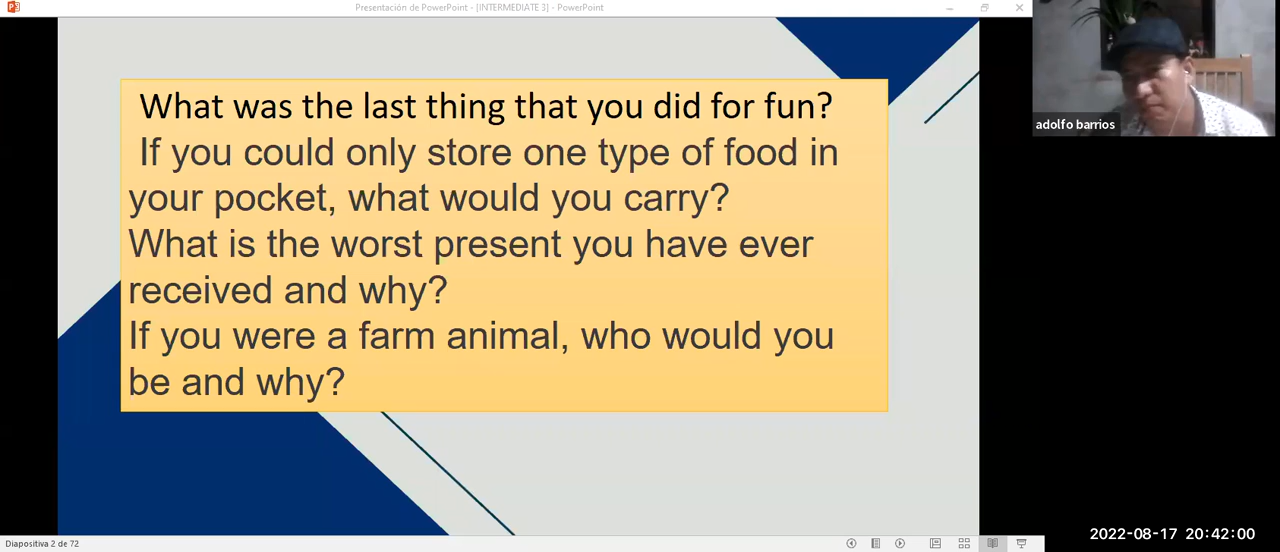 Presentación de PowerPoint - [INTERMEDIATE 3] - PowerPoint
What was the last thing that you did for fun?
If you could only store one type of food in
your pocket, what would you carry?
What is the worst present you have ever
received and why?
If you were a farm animal, who would you
be and why?
adolfo barrios
Diapositiva 2 de 72
2022-08-17 20:42:00